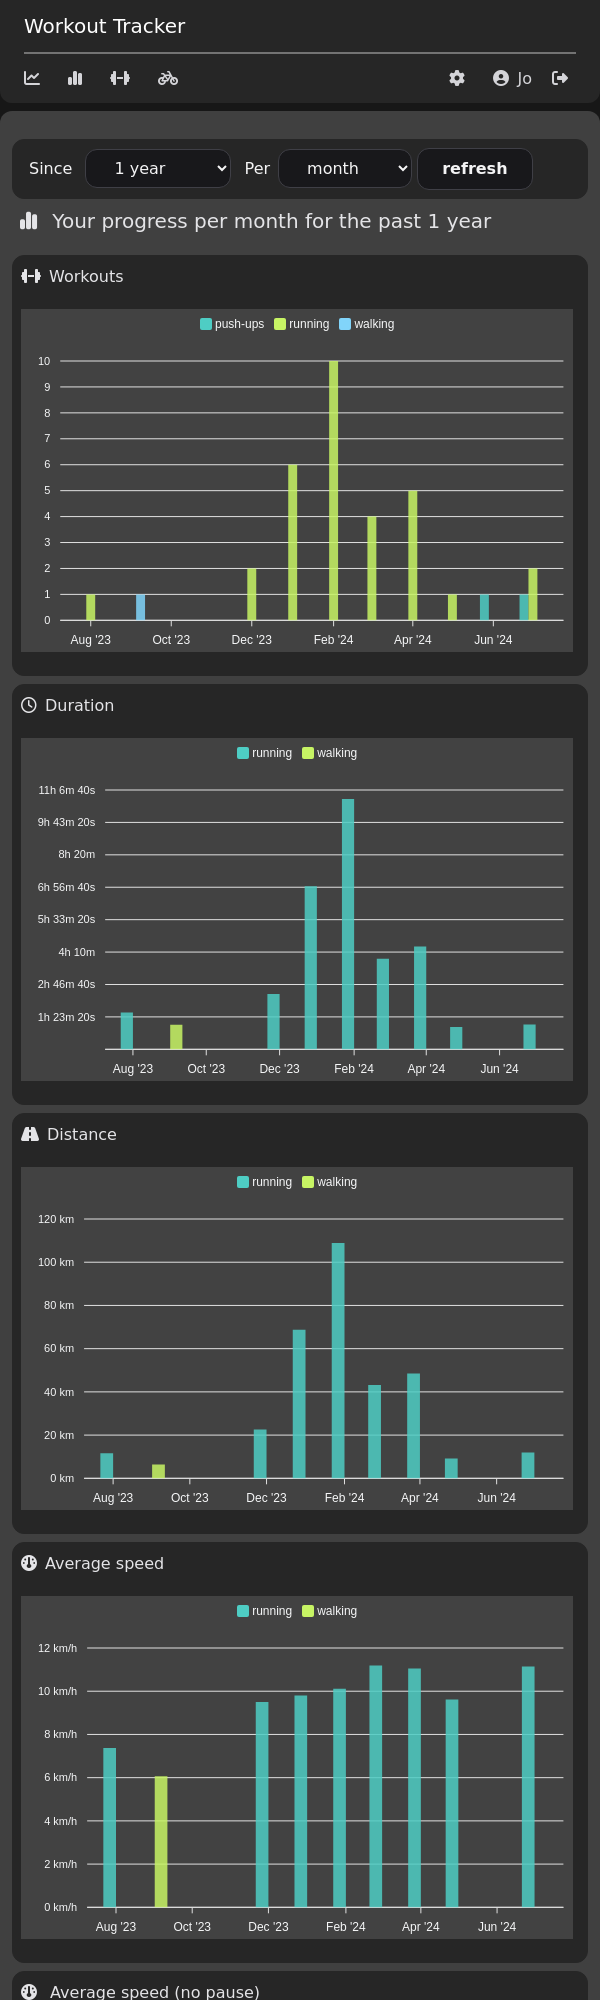 Workout Tracker
Jo
Since 1 year Per month refresh
Your progress per month for the past 1 year
Workouts
push-ups running walking
10
9
8
7
6
5
4
3
2
1
0
Aug '23 Oct '23 Dec '23 Feb '24 Apr '24 Jun '24
Duration
running walking
11h 6m 40s
9h 43m 20s
8h 20m
6h 56m 40s
5h 33m 20s
4h 10m
2h 46m 40s
1h 23m 20s
Aug '23 Oct '23 Dec '23 Feb '24 Apr '24 Jun '24
Distance
running walking
120 km
100 km
80 km
60 km
40 km
20 km
0 km
Aug '23 Oct '23 Dec '23 Feb '24 Apr '24 Jun '24
Average speed
running walking
12 km/h
10 km/h
8 km/h
6 km/h
4 km/h
2 km/h
0 km/h
Aug '23 Oct '23 Dec '23 Feb '24 Apr '24 Jun '24
Average speed (no pause)